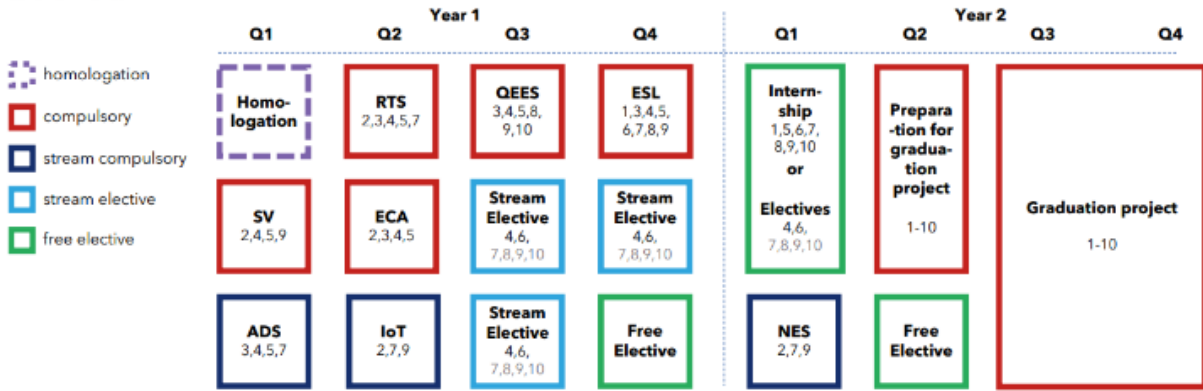 Year 1
Year 2
Q1 Q2 Q3 Q4 Q1 Q2 Q3 Q4
homologation
compulsory
stream compulsory
stream elective
free elective
Homo-
logation
RTS
2,3,4,5,7
QEES
3,4,5,8,
9,10
ESL
1,3,4,5,
6,7,8,9
SV
2,4,5,9
ECA
2,3,4,5
Stream
Elective
4,6,
7,8,9,10
Stream
Elective
4,6,
7,8,9,10
ADS
3,4,5,7
IoT
2,7,9
Stream
Elective
4,6,
7,8,9,10
Free
Elective
Intern-
ship
1,5,6,7,
8,9,10
or
Electives
4,6,
7,8,9,10
Prepara
-tion for
gradua-
tion
project
1-10
Graduation project
1-10
NES
2,7,9
Free
Elective